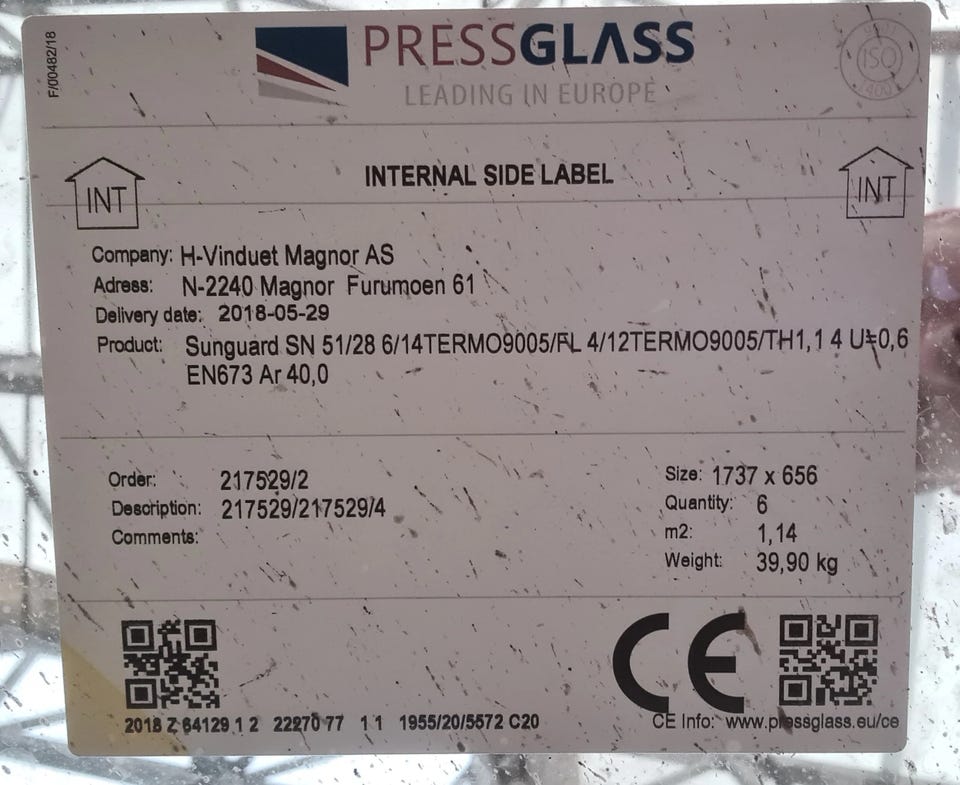 F/00482/18
PRESSGLASS
LEADING IN EUROPE
ISO
INT
INTERNAL SIDE LABEL
INT
Company: H-Vinduet Magnor AS
Adress: N-2240 Magnor Furumoen 61
Delivery date: 2018-05-29
Product: Sunguard SN 51/28 6/14TERMO9005/FL 4/12TERMO9005/TH1,1 4 U=0,6
EN673 Ar 40,0
Order: 217529/2
Description: 217529/217529/4
Comments:
Size: 1737 x 656
Quantity: 6
m2: 1,14
Weight: 39,90 kg
CE
2018 Z 64129 1 2 22270 77 1 1 1955/20/5572 C20
CE Info: www.pressglass.eu/ce